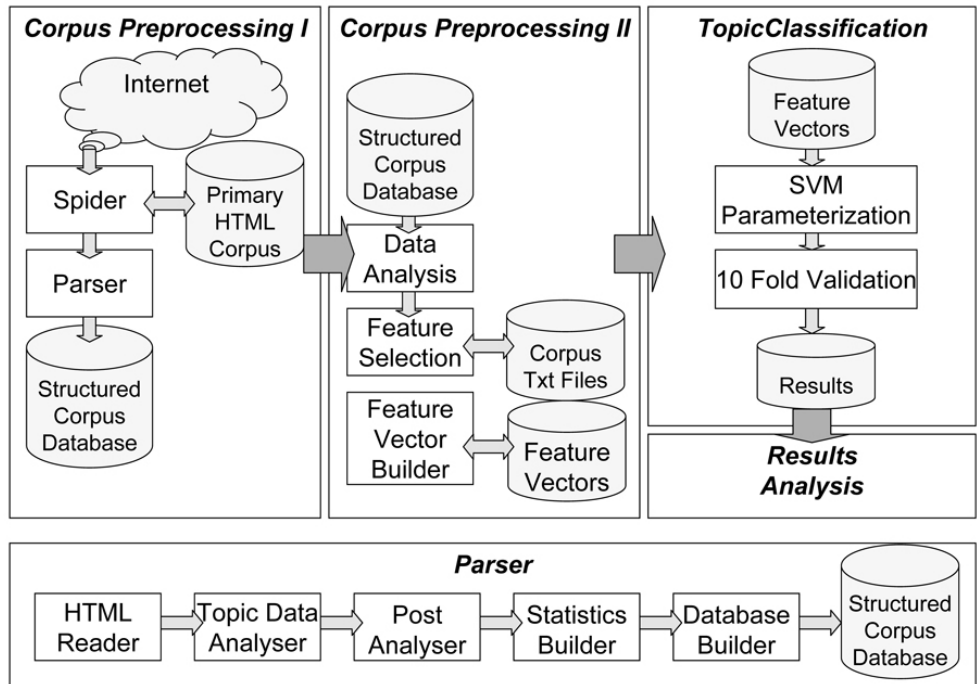 Corpus Preprocessing I
Internet
Spider
Primary
HTML
Corpus
Parser
Structured
Corpus
Database
Corpus Preprocessing II
Structured
Corpus
Database
Data
Analysis
Feature
Selection
Corpus
Txt Files
Feature
Vector
Builder
Feature
Vectors
TopicClassification
Feature
Vectors
SVM
Parameterization
10 Fold Validation
Results
Results
Analysis
Parser
HTML
Reader
Topic Data
Analyser
Post
Analyser
Statistics
Builder
Database
Builder
Structured
Corpus
Database